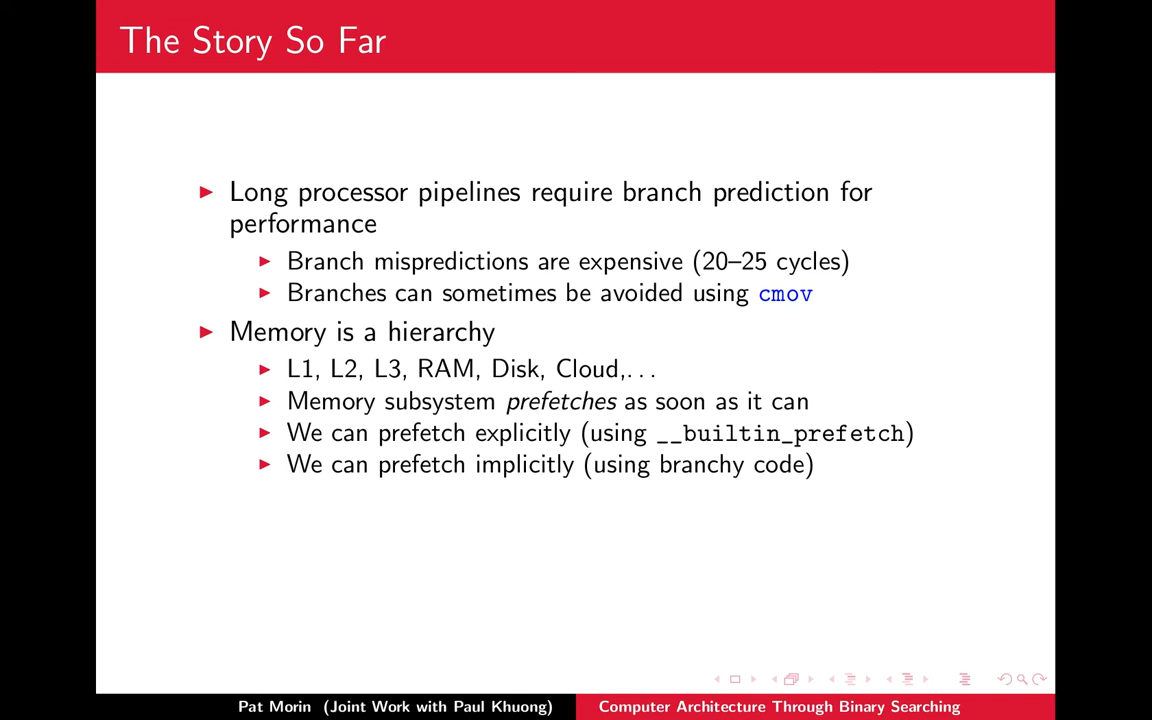 The Story So Far
Long processor pipelines require branch prediction for
performance
Branch mispredictions are expensive (20–25 cycles)
Branches can sometimes be avoided using cmov
Memory is a hierarchy
L1, L2, L3, RAM, Disk, Cloud,...
Memory subsystem prefetches as soon as it can
We can prefetch explicitly (using __builtin_prefetch)
We can prefetch implicitly (using branchy code)
Pat Morin (Joint Work with Paul Khuong)
Computer Architecture Through Binary Searching